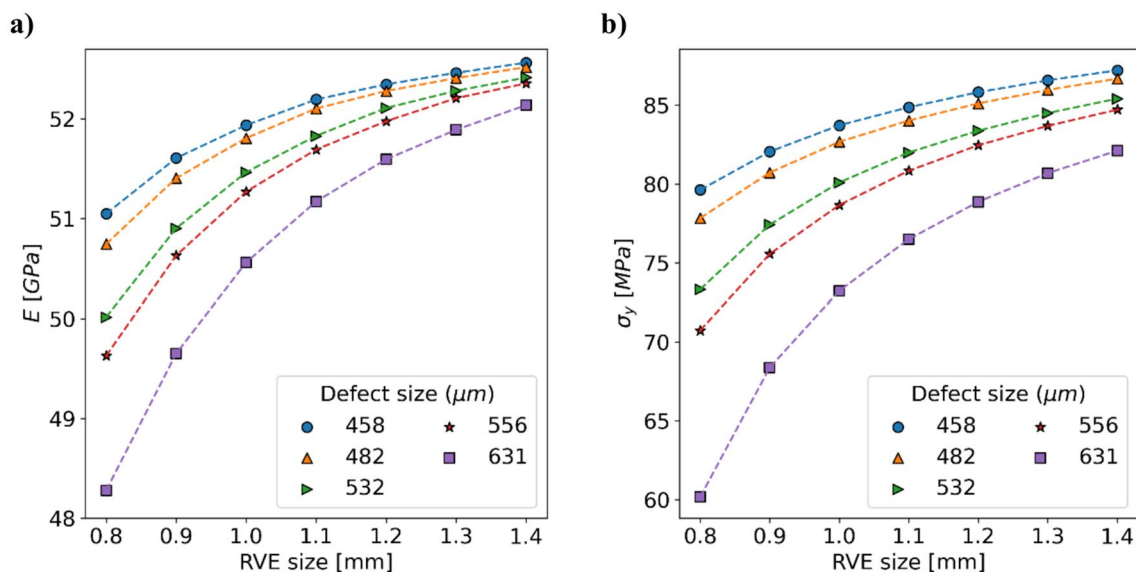 a)
E [GPa]
52
51
50
49
48
0.8 0.9 1.0 1.1 1.2 1.3 1.4
RVE size [mm]
Defect size (μm)
458 556
482 631
532
b)
σy [MPa]
85
80
75
70
65
60
0.8 0.9 1.0 1.1 1.2 1.3 1.4
RVE size [mm]
Defect size (μm)
458 556
482 631
532